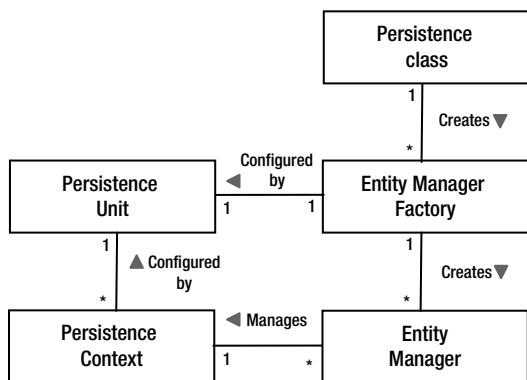 Persistence
class
1
Creates
*
Configured
by
Persistence
Unit
1
1
Entity Manager
Factory
1
Configured
by
*
1
Creates
*
Persistence
Context
Manages
1
*
Entity
Manager